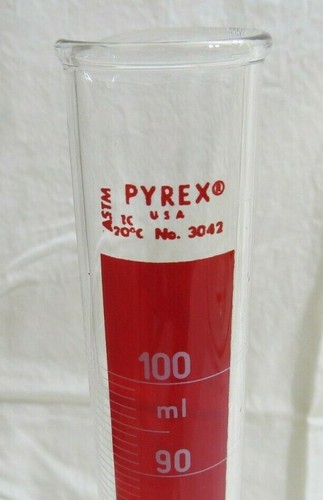 ASTM
PYREX®
USA
TC
20°C No. 3042
100
ml
90